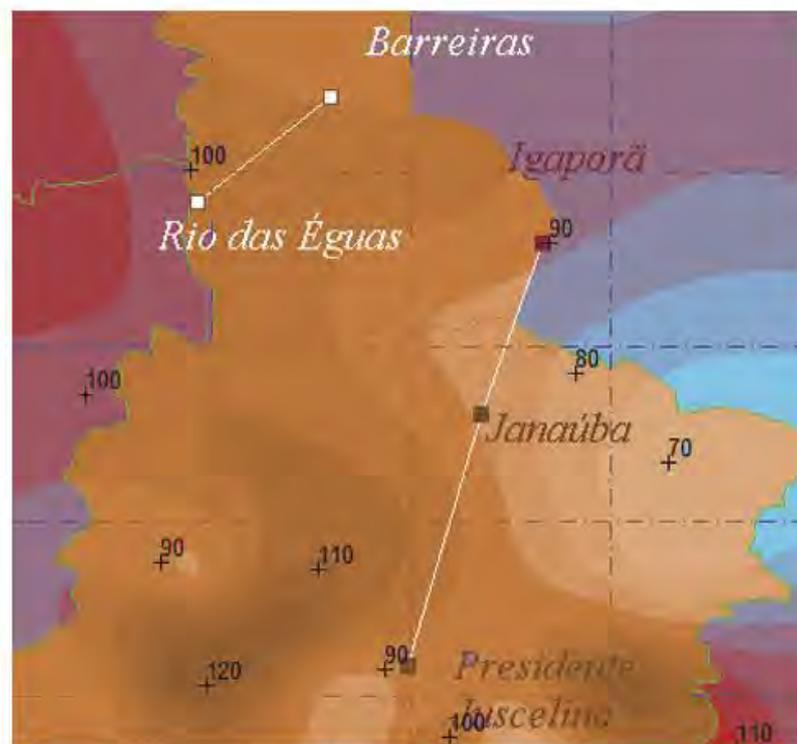 Barreiras
100
Igaporã
Rio das Éguas
90
80
100
Janaúba
70
90
110
90
Presidente
120
Juscelino
100
110